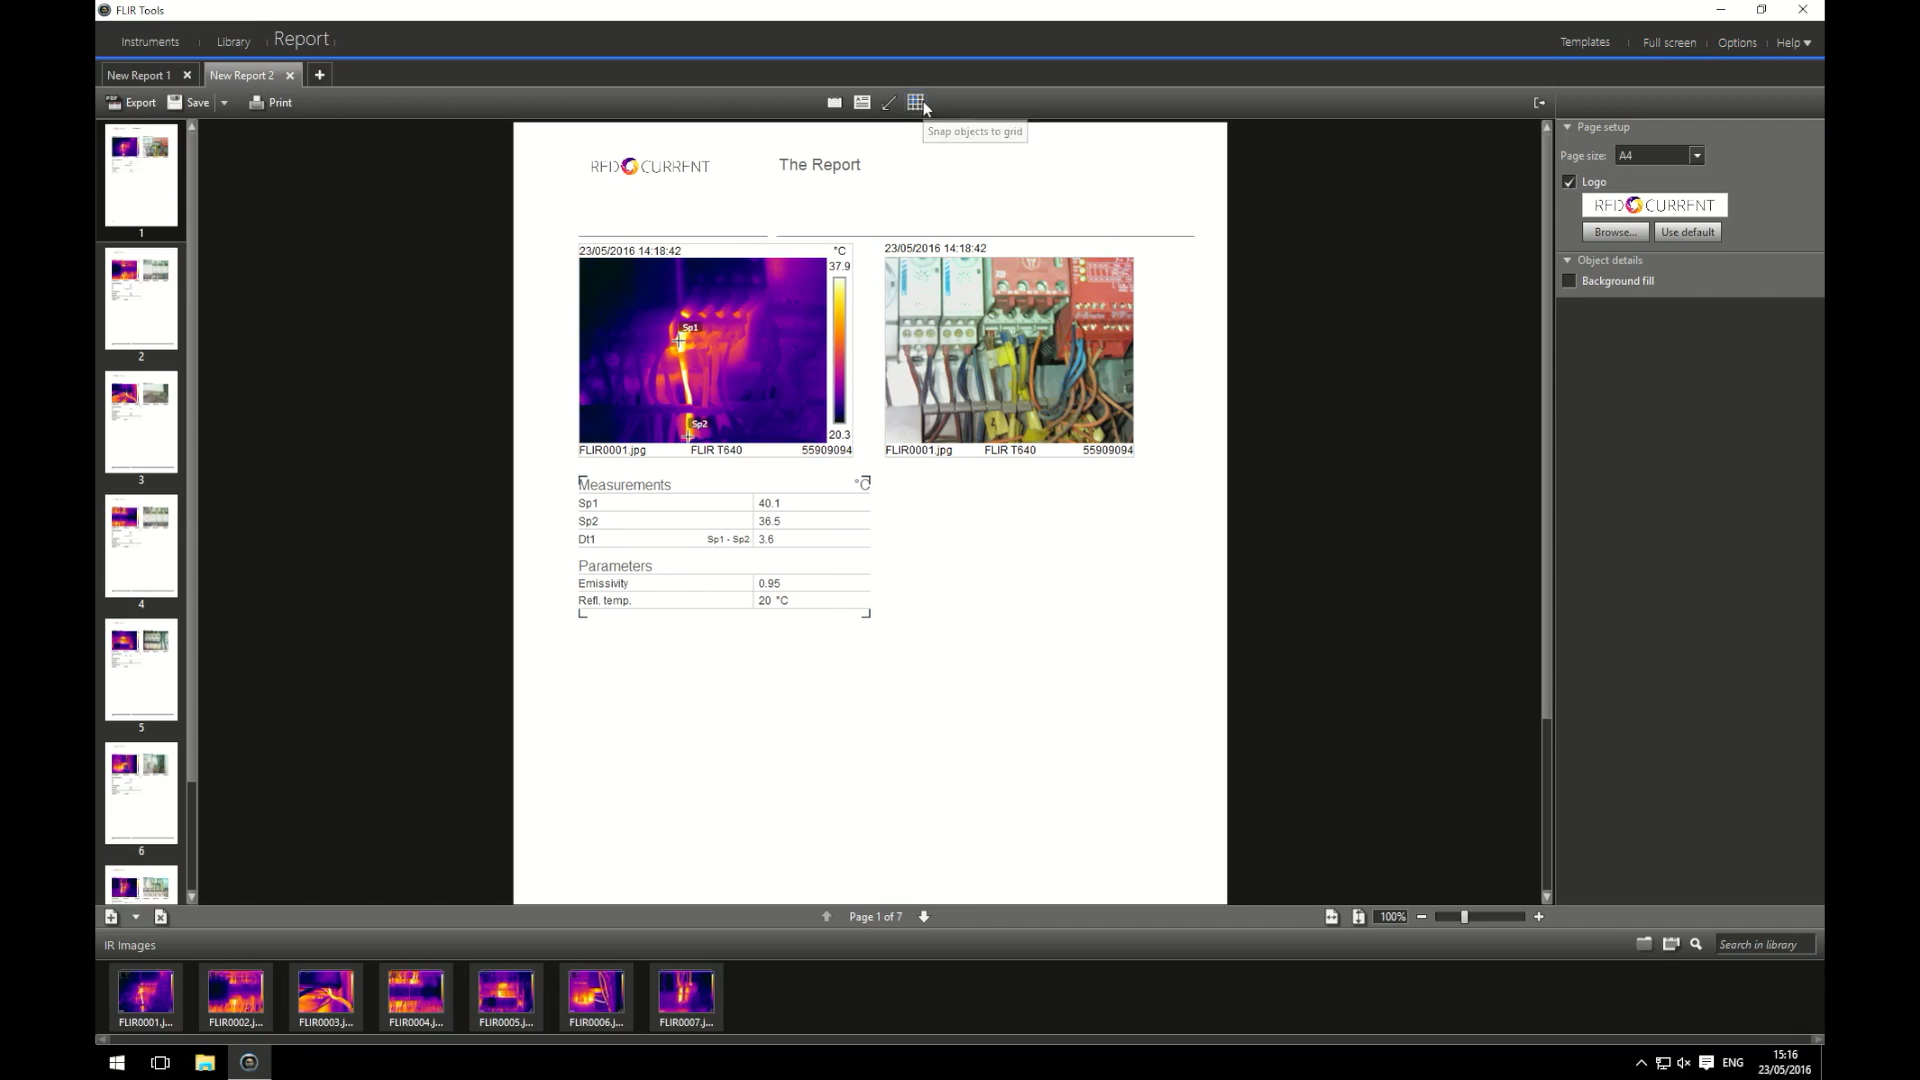 FLIR Tools
Instruments Library Report
Templates Full screen Options Help
New Report 1 New Report 2
Export Save Print
Snap objects to grid
1
2
3
4
5
6
The Report
23/05/2016 14:18:42 °C
37.9
Sp1
Sp2
20.3
FLIR0001.jpg FLIR T640 55909094
23/05/2016 14:18:42
FLIR0001.jpg FLIR T640 55909094
Measurements °C
Sp1 40.1
Sp2 36.5
Dt1 Sp1 - Sp2 3.6
Parameters
Emissivity 0.95
Refl. temp. 20 °C
Page setup
Page size: A4
Logo
Browse... Use default
Object details
Background fill
Page 1 of 7
100%
IR Images
Search in library
FLIR0001.j... FLIR0002.j... FLIR0003.j... FLIR0004.j... FLIR0005.j... FLIR0006.j... FLIR0007.j...
ENG
15:16
23/05/2016